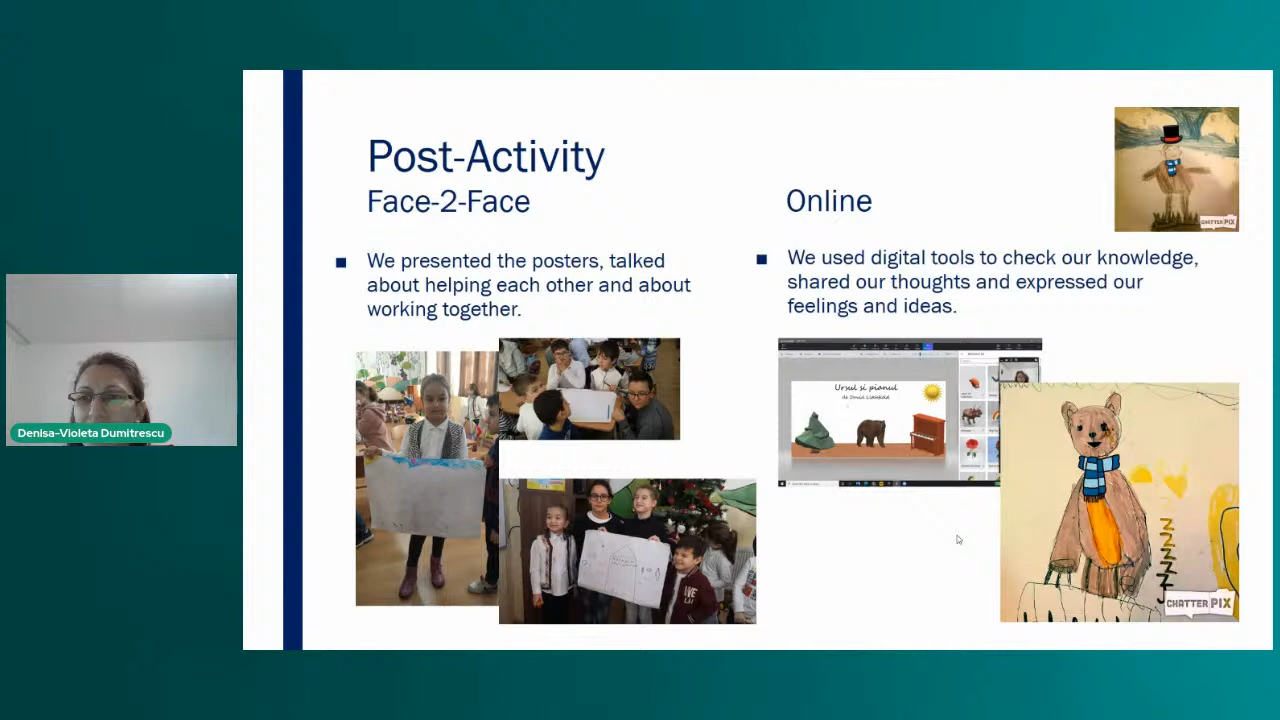 Post-Activity
Face-2-Face
Online
We presented the posters, talked
about helping each other and about
working together.
We used digital tools to check our knowledge,
shared our thoughts and expressed our
feelings and ideas.
Ursul si pianul
CHATTERPIX
zzzzz
CHATTERPIX
Denisa-Violeta Dumitrescu